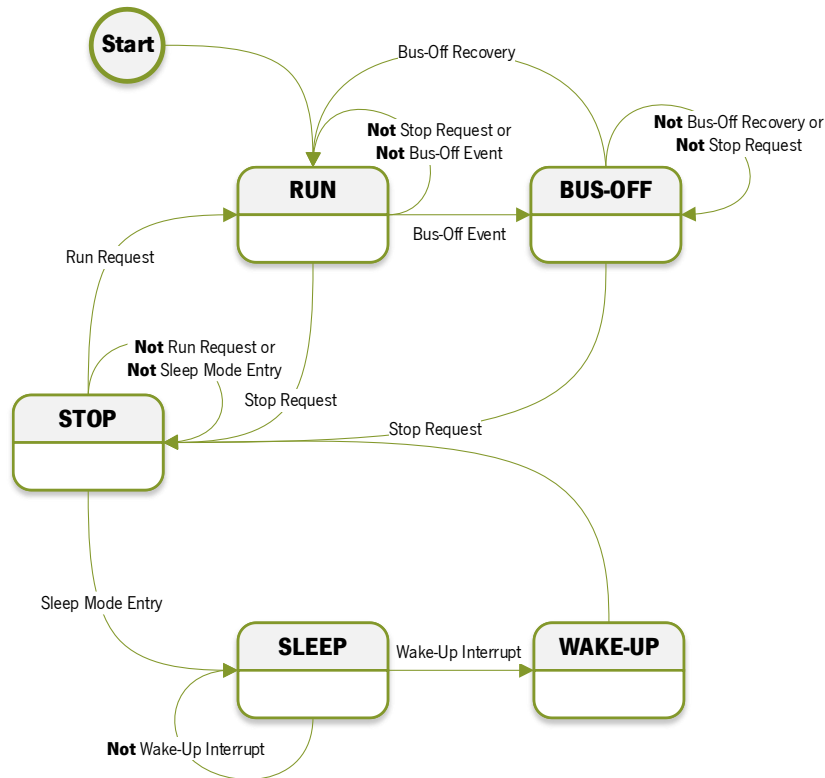 Start
Bus-Off Recovery
Not Stop Request or
Not Bus-Off Event
Not Bus-Off Recovery or
Not Stop Request
RUN
BUS-OFF
Bus-Off Event
Run Request
Not Run Request or
Not Sleep Mode Entry
Stop Request
STOP
Stop Request
Sleep Mode Entry
SLEEP
Wake-Up Interrupt
WAKE-UP
Not Wake-Up Interrupt